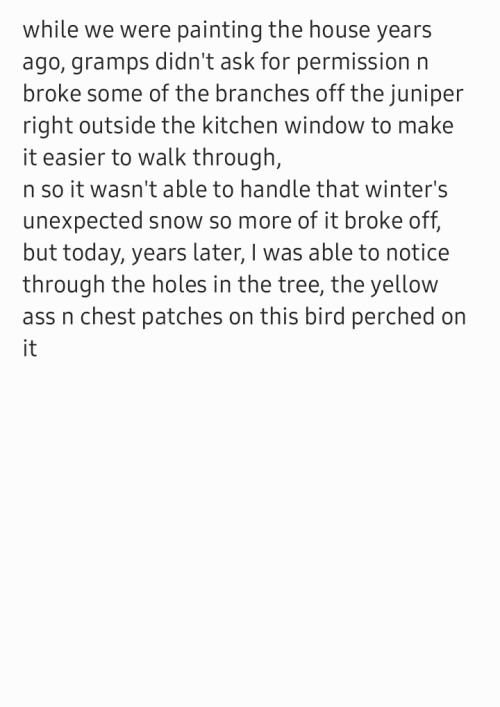 while we were painting the house years
ago, gramps didn't ask for permission n
broke some of the branches off the juniper
right outside the kitchen window to make
it easier to walk through,
n so it wasn't able to handle that winter's
unexpected snow so more of it broke off,
but today, years later, I was able to notice
through the holes in the tree, the yellow
ass n chest patches on this bird perched on
it